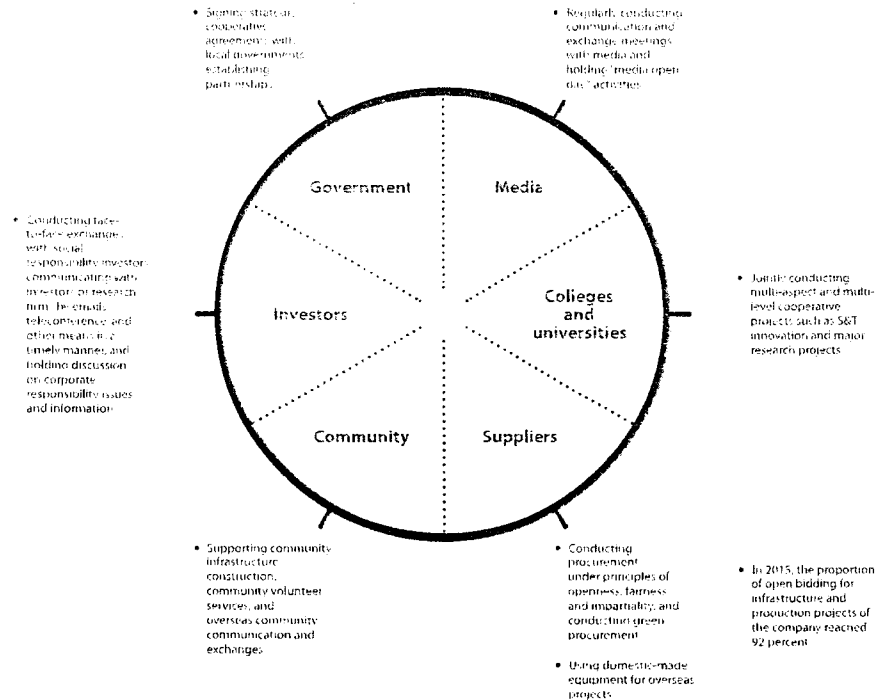 • Signing strategic
cooperative
agreements with
local governments
establishing
partnerships
• Regularly conducting
communication and
exchange meetings
with media and
holding "media open
day" activities
Government
Media
• Conducting face-
to-face exchanges
with social
responsibility investors
communicating with
investors or research
firm by email,
teleconference and
other means in a
timely manner, and
holding discussion
on corporate
responsibility issues
and information
Investors
Colleges
and
universities
• Jointly conducting
multi-aspect and multi-
level cooperative
projects such as S&T
innovation and major
research projects
Community
Suppliers
• Supporting community
infrastructure
construction,
community volunteer
services, and
overseas community
communication and
exchanges
• Conducting
procurement
under principles of
openness, fairness
and impartiality, and
conducting green
procurement
• Using domestic-made
equipment for overseas
projects
• In 2015, the proportion
of open bidding for
infrastructure and
production projects of
the company reached
92 percent